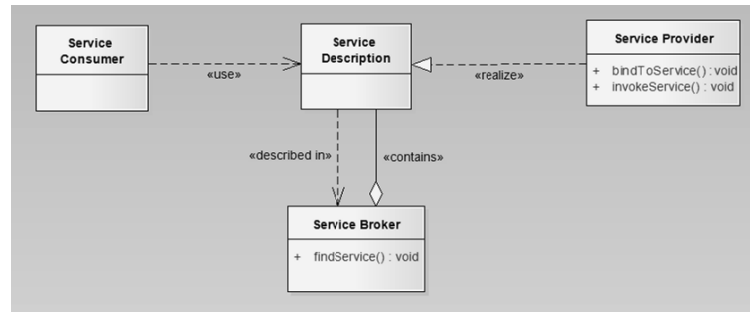 Service
Consumer
«use»
Service
Description
«realize»
Service Provider
+ bindToService() : void
+ invokeService() : void
«described in»
«contains»
Service Broker
+ findService() : void